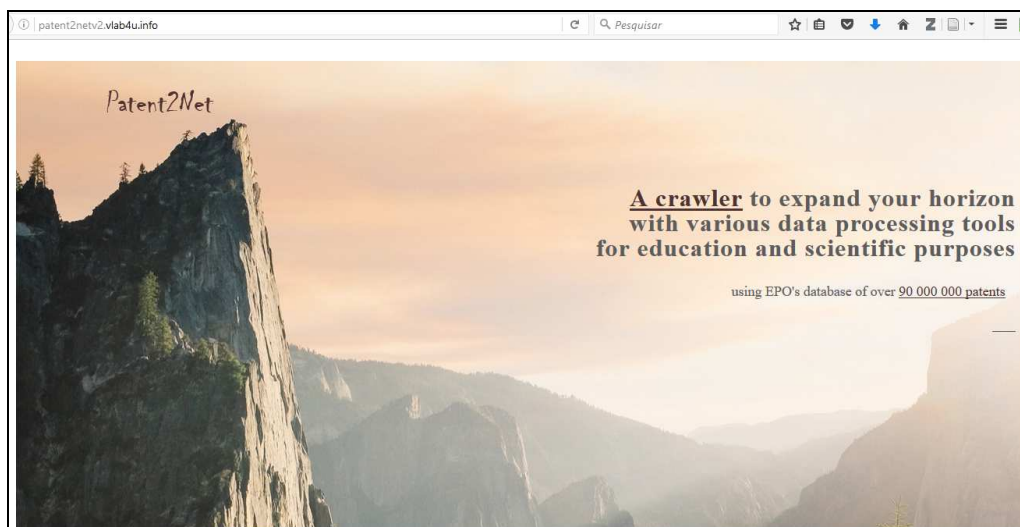 patent2netv2.vlab4u.info
Pesquisar
Patent2Net
A crawler to expand your horizon
with various data processing tools
for education and scientific purposes
using EPO's database of over 90 000 000 patents